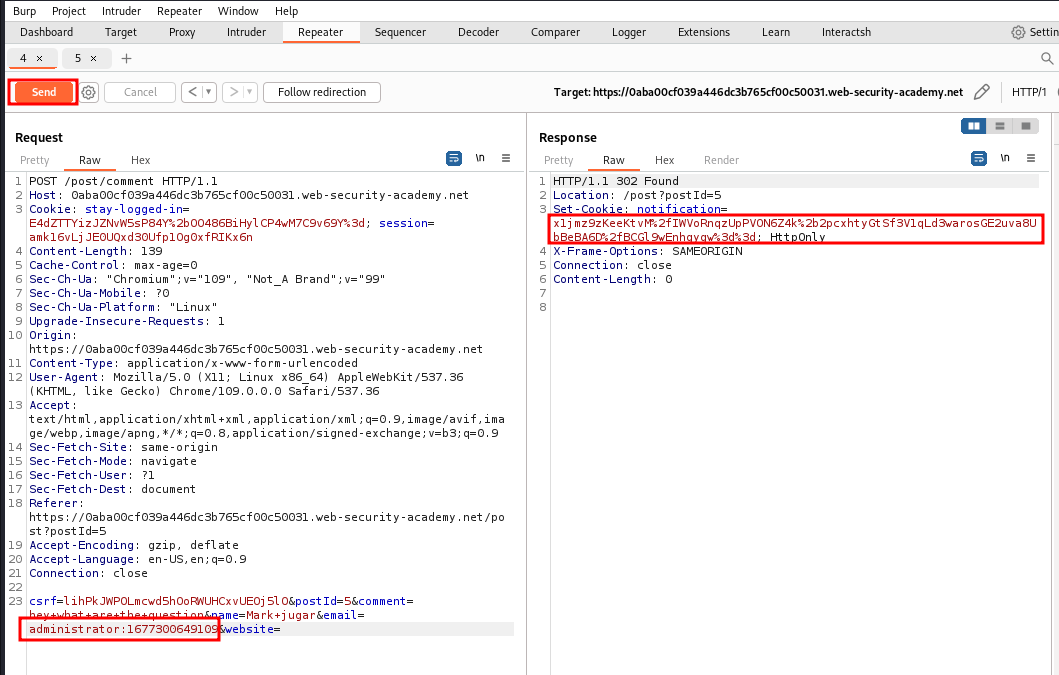 Burp Project Intruder Repeater Window Help
Dashboard Target Proxy Intruder Repeater Sequencer Decoder Comparer Logger Extensions Learn Interactsh Settin
4 × 5 × +
Send Cancel < > Follow redirection Target: https://0aba00cf039a446dc3b765cf00c50031.web-security-academy.net HTTP/1
Request
Pretty Raw Hex \n
1 POST /post/comment HTTP/1.1
2 Host: 0aba00cf039a446dc3b765cf00c50031.web-security-academy.net
3 Cookie: stay-logged-in=
E4dZTTYizJZNvW5sP84Y%2b0O486BiHylCP4wM7C9v69Y%3d; session=
amk16vLjJE0UQxd30Ufp1OgOxfRIKx6n
4 Content-Length: 139
5 Cache-Control: max-age=0
6 Sec-Ch-Ua: "Chromium";v="109", "Not_A Brand";v="99"
7 Sec-Ch-Ua-Mobile: ?0
8 Sec-Ch-Ua-Platform: "Linux"
9 Upgrade-Insecure-Requests: 1
10 Origin:
https://0aba00cf039a446dc3b765cf00c50031.web-security-academy.net
11 Content-Type: application/x-www-form-urlencoded
12 User-Agent: Mozilla/5.0 (X11; Linux x86_64) AppleWebKit/537.36
(KHTML, like Gecko) Chrome/109.0.0.0 Safari/537.36
13 Accept:
text/html,application/xhtml+xml,application/xml;q=0.9,image/avif,ima
ge/webp,image/apng,*/*;q=0.8,application/signed-exchange;v=b3;q=0.9
14 Sec-Fetch-Site: same-origin
15 Sec-Fetch-Mode: navigate
16 Sec-Fetch-User: ?1
17 Sec-Fetch-Dest: document
18 Referer:
https://0aba00cf039a446dc3b765cf00c50031.web-security-academy.net/po
st?postId=5
19 Accept-Encoding: gzip, deflate
20 Accept-Language: en-US,en;q=0.9
21 Connection: close
22
23 csrf=lihPkJWPOLmcwd5hOoRWUHCxvUEOj5lO&postId=5&comment=
hey+what+are+the+question&name=Mark+jugar&email=
administrator:1677300649109&website=
Response
Pretty Raw Hex Render \n
1 HTTP/1.1 302 Found
2 Location: /post?postId=5
3 Set-Cookie: notification=
x1jmz9zKeeKtvM%2fIWVoRnqzUpPVON6Z4k%2b2pcxhtyGtSf3V1qLd3warosGE2uva8U
bBeBA6D%2fBCGl9wEnhqyqw%3d%3d; HttpOnly
4 X-Frame-Options: SAMEORIGIN
5 Connection: close
6 Content-Length: 0
7
8